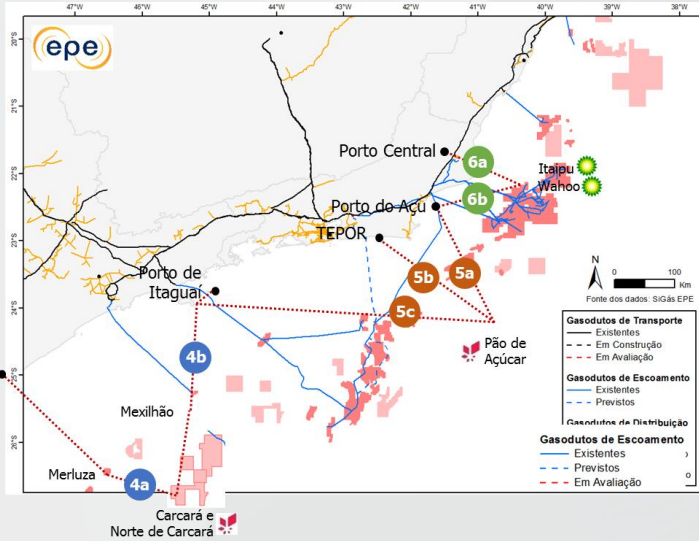 47°W 46°W 45°W 44°W 43°W 42°W 41°W 40°W 39°W 38°W
epe
20°S
21°S
22°S
23°S
24°S
25°S
26°S
Porto Central
6a
Itaipu
Wahoo
6b
Porto do Açu
TEPOR
Porto de
Itaguaí
5b
5a
5c
N
0 100
Km
Fonte dos dados: SiGás EPE
Pão de
Açúcar
4b
Mexilhão
Merluza
4a
Carcará e
Norte de Carcará
Gasodutos de Transporte
Existentes
Em Construção
Em Avaliação
Gasodutos de Escoamento
Existentes
Previstos
Gasodutos de Distribuição
Gasodutos de Escoamento
Existentes
Previstos
Em Avaliação